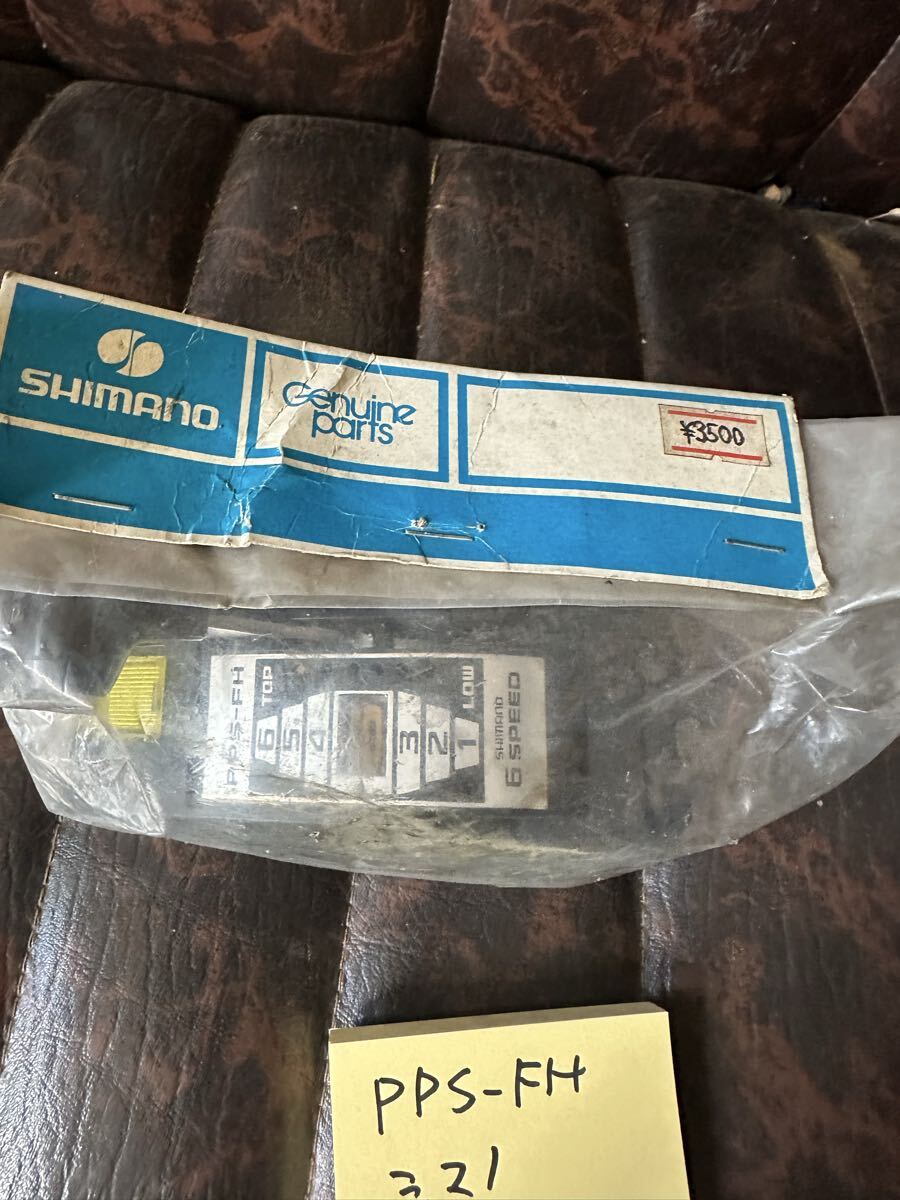 SHIMANO
Genuine
parts
¥3500
PPS-FH
TOP
6
5
4
3
2
1
LOW
SHIMANO
6 SPEED
PPS-FH